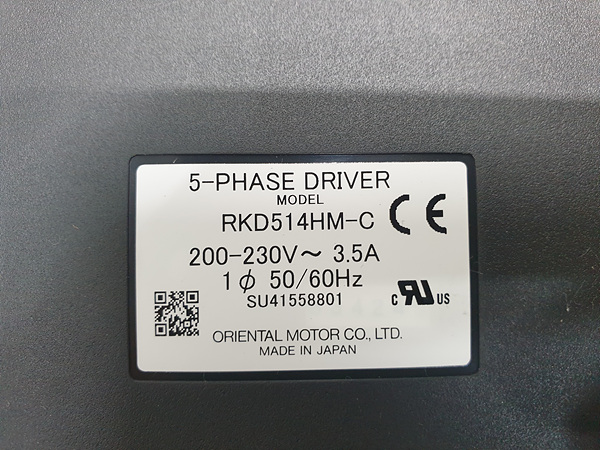 5-PHASE DRIVER
MODEL
RKD514HM-C CE
200-230V～ 3.5A
1φ 50/60Hz
SU41558801
c RU US
ORIENTAL MOTOR CO., LTD.
MADE IN JAPAN